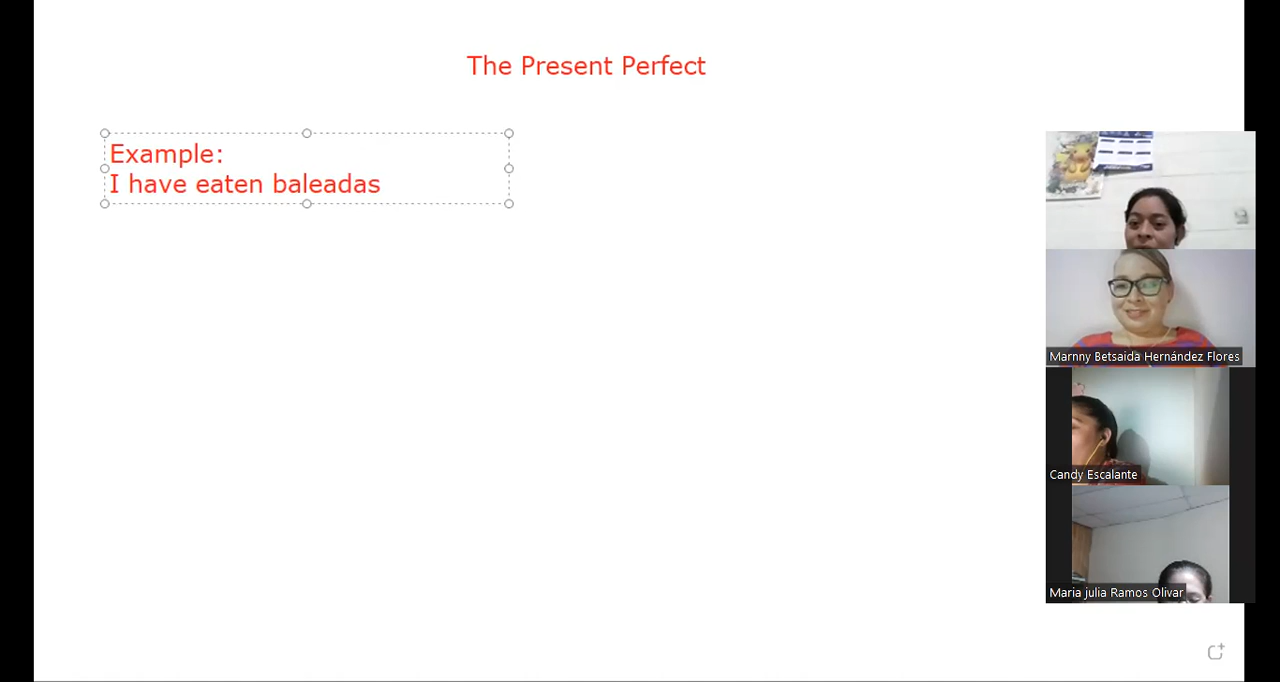 The Present Perfect
Example:
I have eaten baleadas
Marnny Betsaida Hernández Flores
Candy Escalante
Maria julia Ramos Olivar